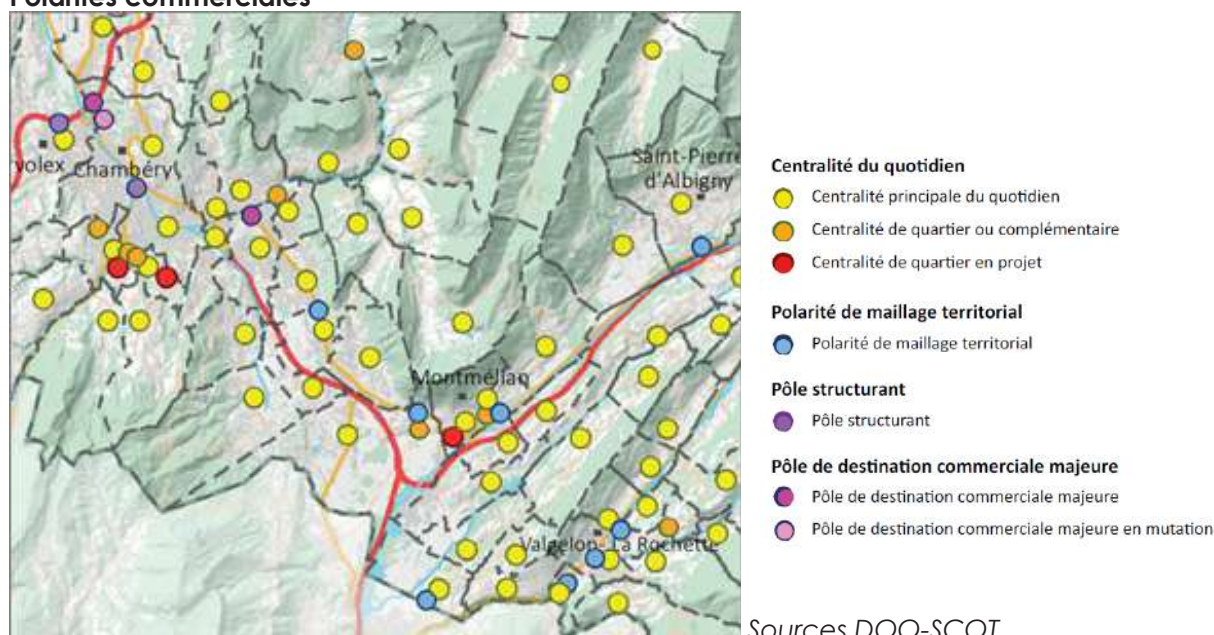 Polarités commerciales
volex
Chambéry
Saint-Pierre
d'Albigny
Montmélian
Valgelon- La Rochette
Centralité du quotidien
Centralité principale du quotidien
Centralité de quartier ou complémentaire
Centralité de quartier en projet
Polarité de maillage territorial
Polarité de maillage territorial
Pôle structurant
Pôle structurant
Pôle de destination commerciale majeure
Pôle de destination commerciale majeure
Pôle de destination commerciale majeure en mutation
Sources DOO-SCOT